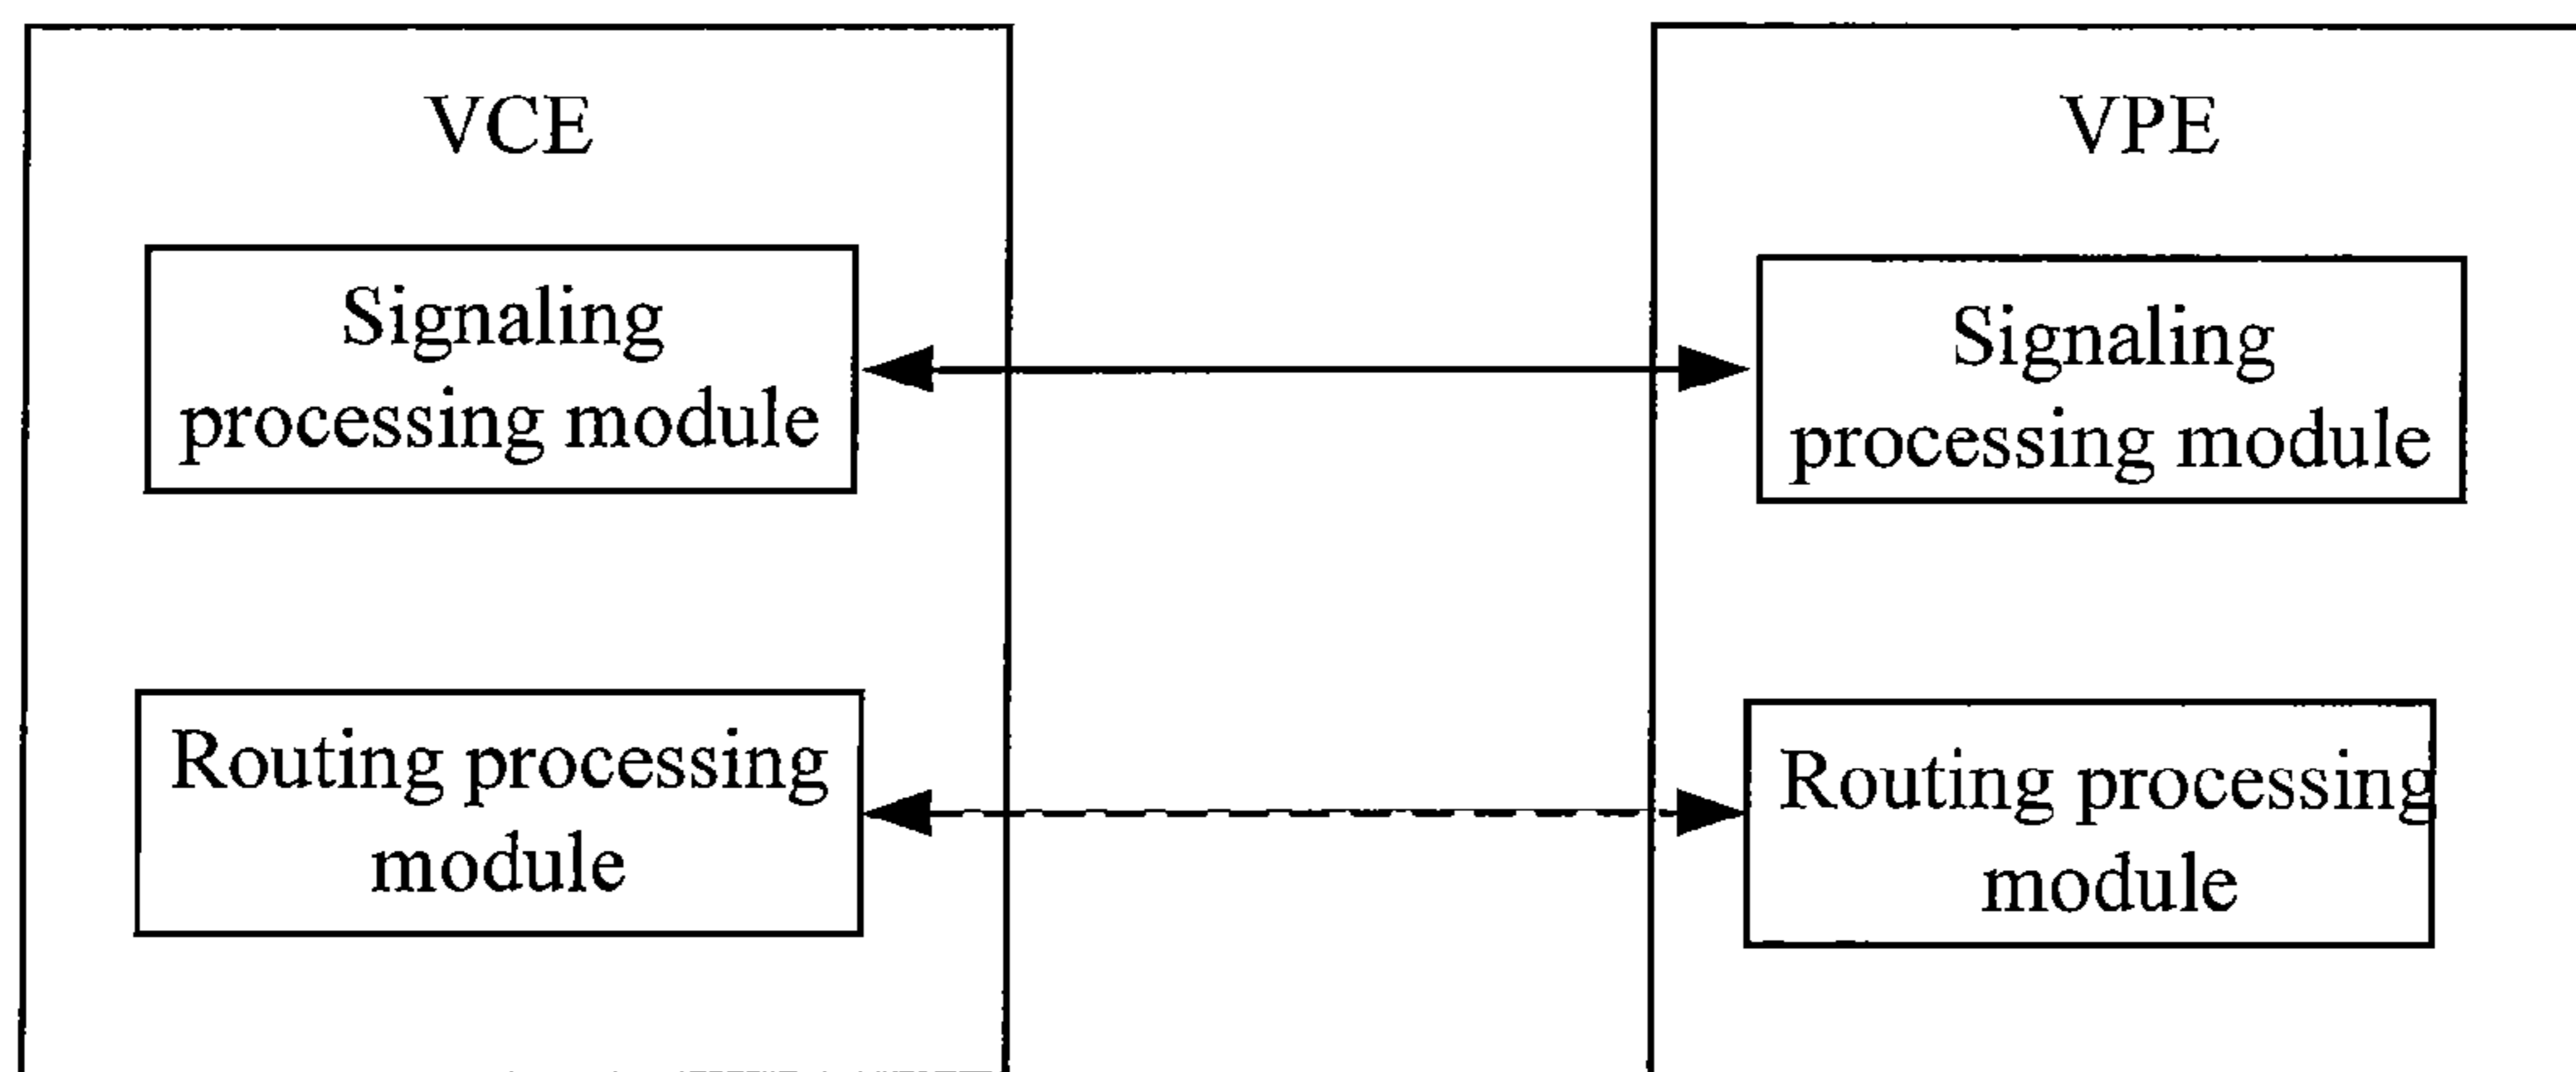 VCE
Signaling
processing module
Routing processing
module
VPE
Signaling
processing module
Routing processing
module